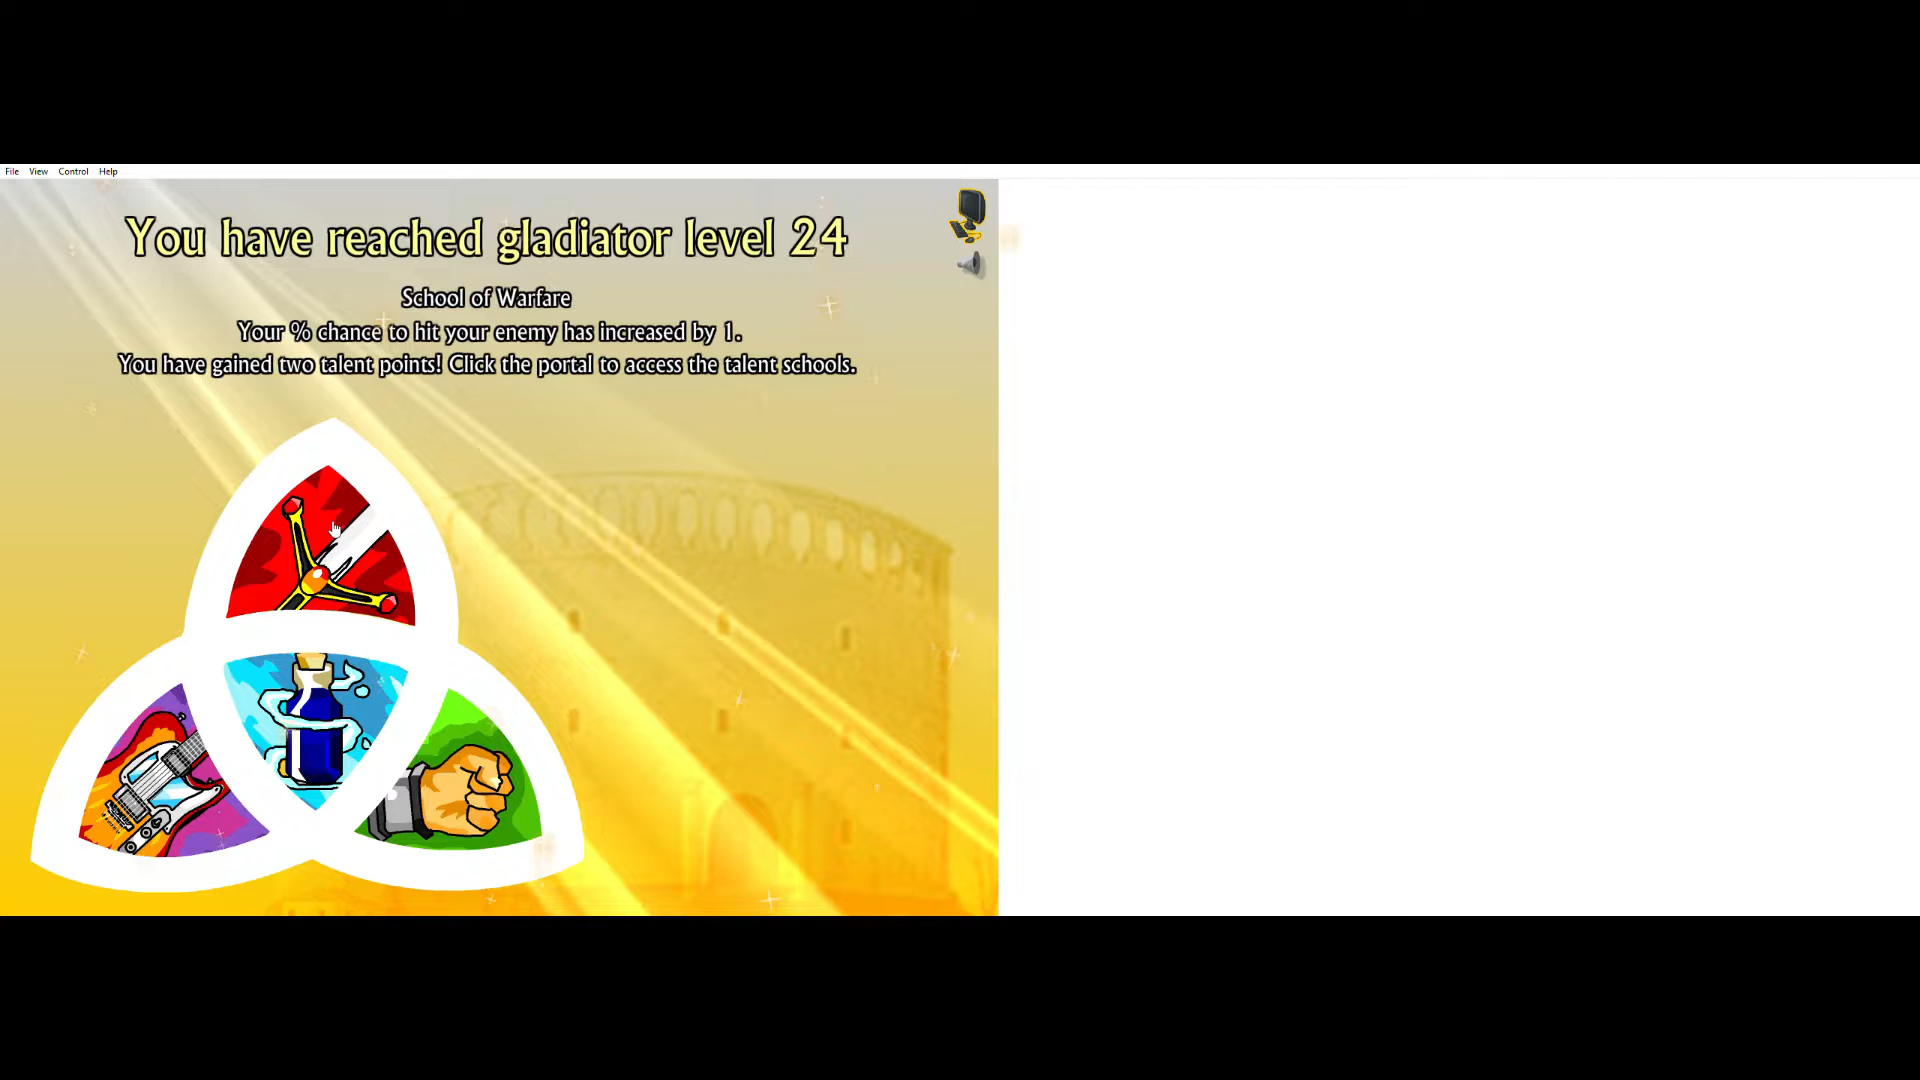 File View Control Help
You have reached gladiator level 24
School of Warfare
Your % chance to hit your enemy has increased by 1.
You have gained two talent points! Click the portal to access the talent schools.